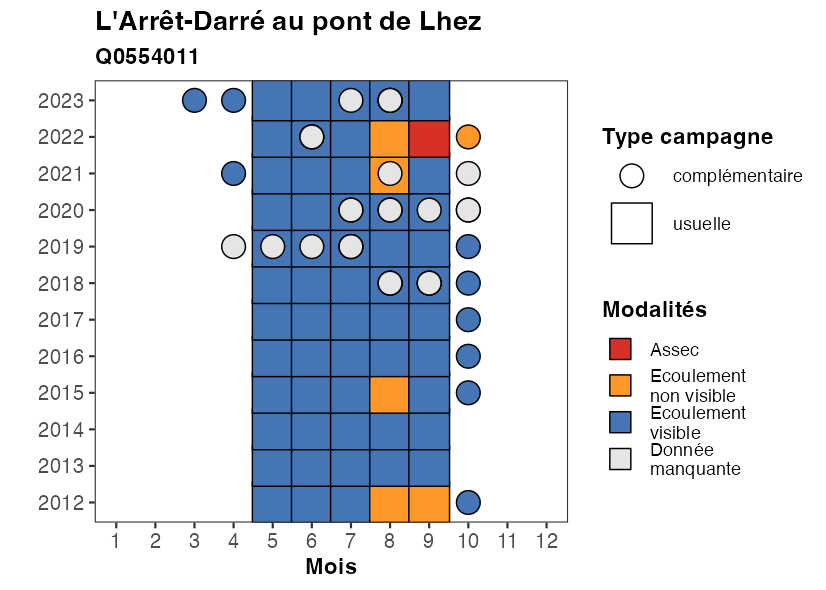 L'Arrêt-Darré au pont de Lhez
Q0554011
2023
2022
2021
2020
2019
2018
2017
2016
2015
2014
2013
2012
1 2 3 4 5 6 7 8 9 10 11 12
Mois
Type campagne
complémentaire
usuelle
Modalités
Assec
Ecoulement
non visible
Ecoulement
visible
Donnée
manquante